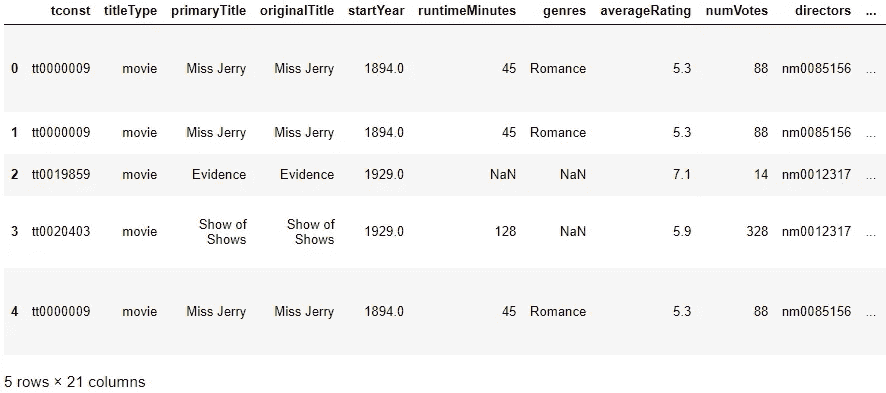 tconst titleType primaryTitle originalTitle startYear runtimeMinutes genres averageRating numVotes directors ...
0 tt0000009 movie Miss Jerry Miss Jerry 1894.0 45 Romance 5.3 88 nm0085156 ...
1 tt0000009 movie Miss Jerry Miss Jerry 1894.0 45 Romance 5.3 88 nm0085156 ...
2 tt0019859 movie Evidence Evidence 1929.0 NaN NaN 7.1 14 nm0012317 ...
3 tt0020403 movie Show of Shows Show of Shows 1929.0 128 NaN 5.9 328 nm0012317 ...
4 tt0000009 movie Miss Jerry Miss Jerry 1894.0 45 Romance 5.3 88 nm0085156 ...
5 rows × 21 columns